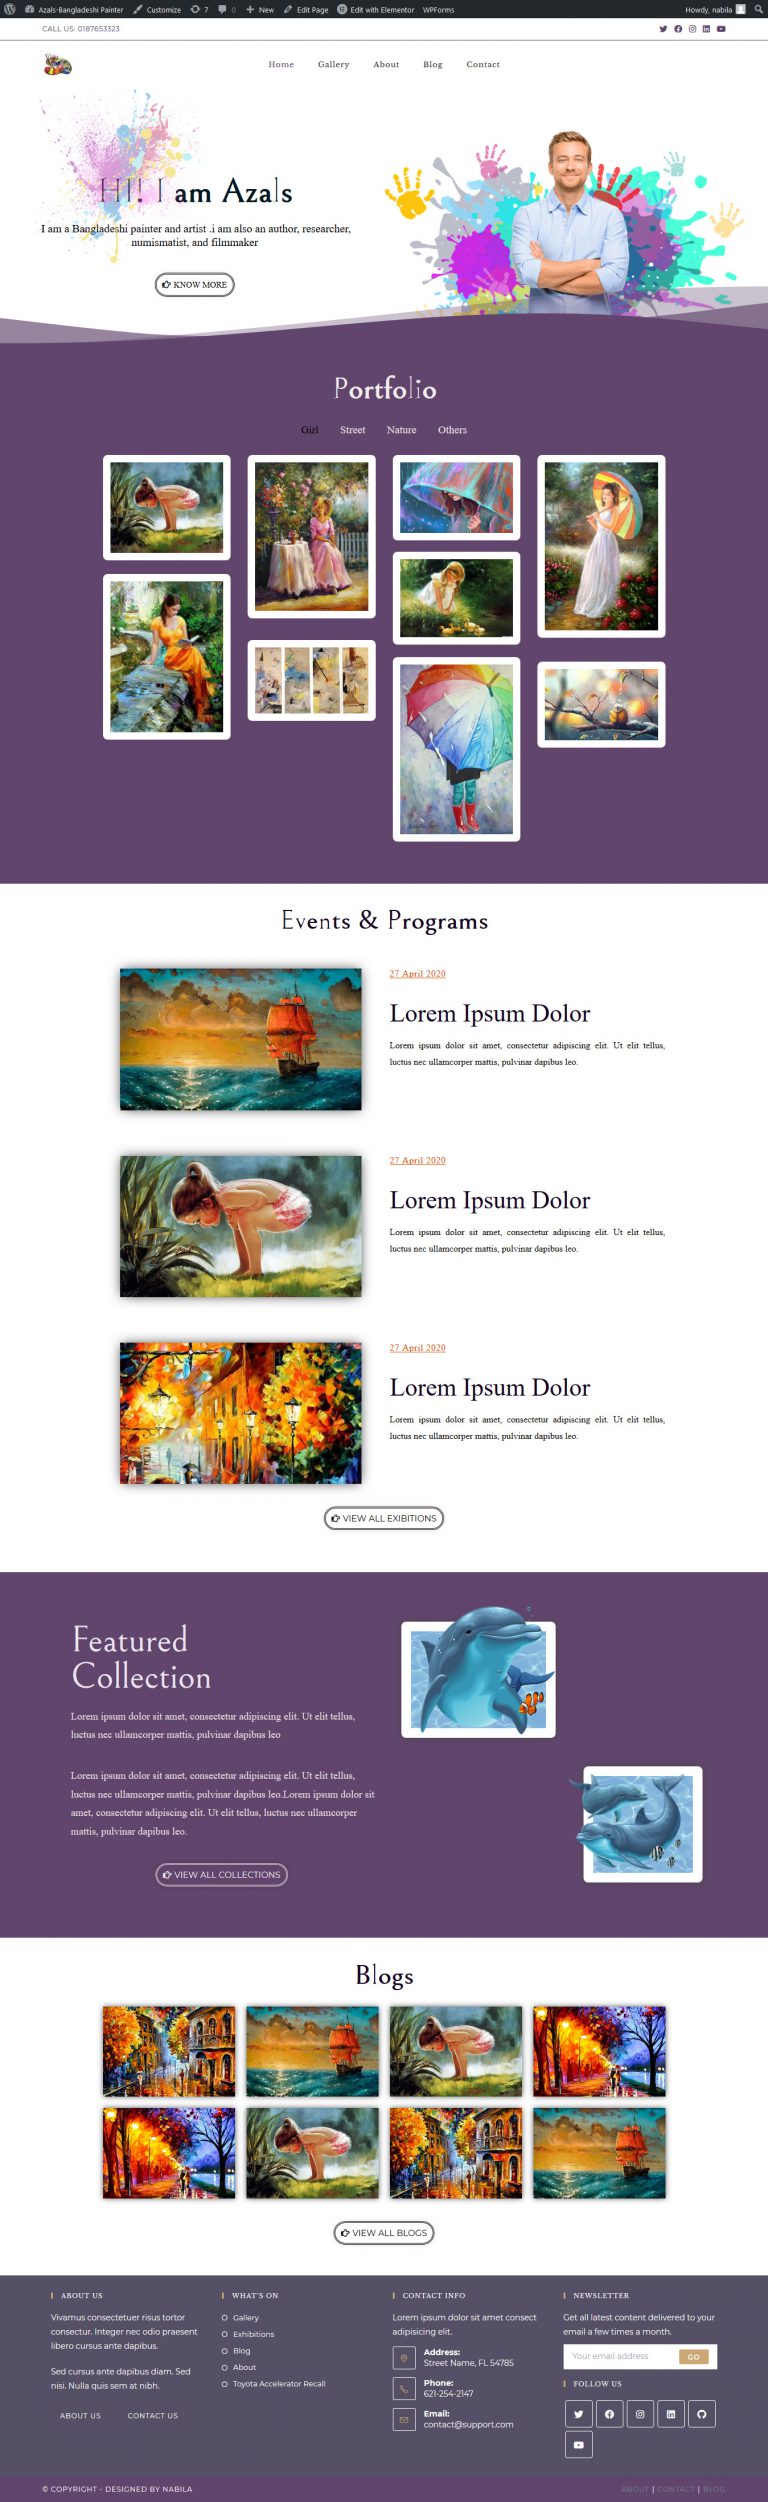 Azals-Bangladeshi Painter Customize 7 0 New Edit Page Edit with Elementor WPForms Howdy, nabila
CALL US: 0187653323
Home Gallery About Blog Contact
Hi! I am Azals
I am a Bangladeshi painter and artist .i am also an author, researcher,
numismatist, and filmmaker
KNOW MORE
Portfolio
Girl Street Nature Others
Events & Programs
27 April 2020
Lorem Ipsum Dolor
Lorem ipsum dolor sit amet, consectetur adipiscing elit. Ut elit tellus,
luctus nec ullamcorper mattis, pulvinar dapibus leo.
27 April 2020
Lorem Ipsum Dolor
Lorem ipsum dolor sit amet, consectetur adipiscing elit. Ut elit tellus,
luctus nec ullamcorper mattis, pulvinar dapibus leo.
27 April 2020
Lorem Ipsum Dolor
Lorem ipsum dolor sit amet, consectetur adipiscing elit. Ut elit tellus,
luctus nec ullamcorper mattis, pulvinar dapibus leo.
VIEW ALL EXIBITIONS
Featured
Collection
Lorem ipsum dolor sit amet, consectetur adipiscing elit. Ut elit tellus,
luctus nec ullamcorper mattis, pulvinar dapibus leo
Lorem ipsum dolor sit amet, consectetur adipiscing elit. Ut elit tellus,
luctus nec ullamcorper mattis, pulvinar dapibus leo.Lorem ipsum dolor sit
amet, consectetur adipiscing elit. Ut elit tellus, luctus nec ullamcorper
mattis, pulvinar dapibus leo.
VIEW ALL COLLECTIONS
Blogs
VIEW ALL BLOGS
ABOUT US
Vivamus consectetuer risus tortor
consectur. Integer nec odio praesent
libero cursus ante dapibus.
Sed cursus ante dapibus diam. Sed
nisi. Nulla quis sem at nibh.
ABOUT US CONTACT US
WHAT'S ON
Gallery
Exhibitions
Blog
About
Toyota Accelerator Recall
CONTACT INFO
Lorem ipsum dolor sit amet consect
adipisicing elit.
Address:
Street Name, FL 54785
Phone:
621-254-2147
Email:
contact@support.com
NEWSLETTER
Get all latest content delivered to your
email a few times a month.
Your email address GO
FOLLOW US
© COPYRIGHT - DESIGNED BY NABILA
ABOUT | CONTACT | BLOG